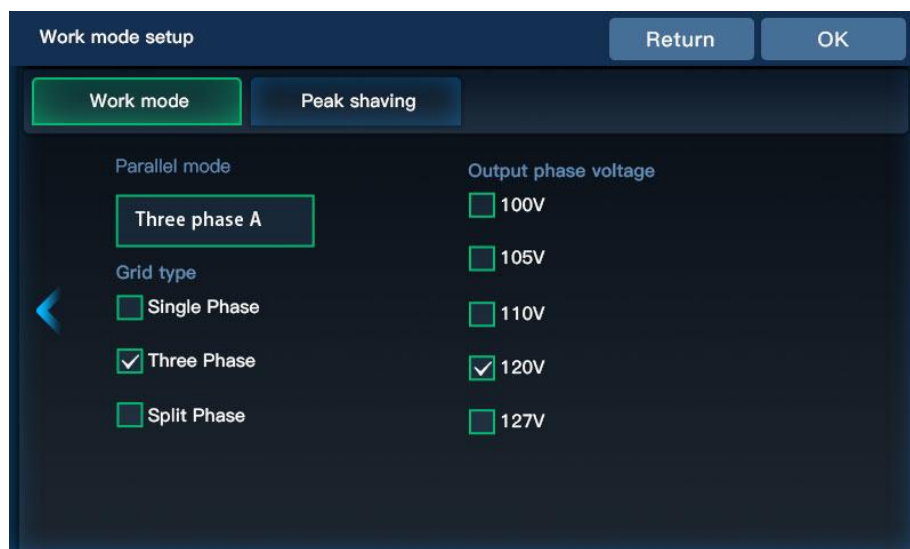 Work mode setup
Return
OK
Work mode
Peak shaving
Parallel mode
Three phase A
Grid type
Single Phase
Three Phase
Split Phase
Output phase voltage
100V
105V
110V
120V
127V